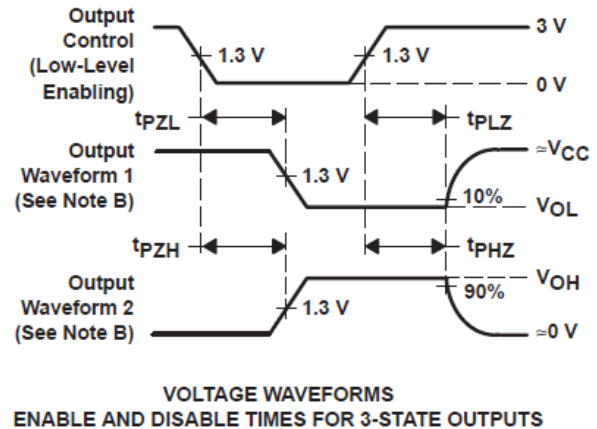 Output
Control
(Low-Level
Enabling)
1.3 V
1.3 V
3 V
0 V
tPZL
tPLZ
Output
Waveform 1
(See Note B)
1.3 V
10%
≈VCC
VOL
tPZH
tPHZ
Output
Waveform 2
(See Note B)
1.3 V
90%
VOH
≈0 V
VOLTAGE WAVEFORMS
ENABLE AND DISABLE TIMES FOR 3-STATE OUTPUTS